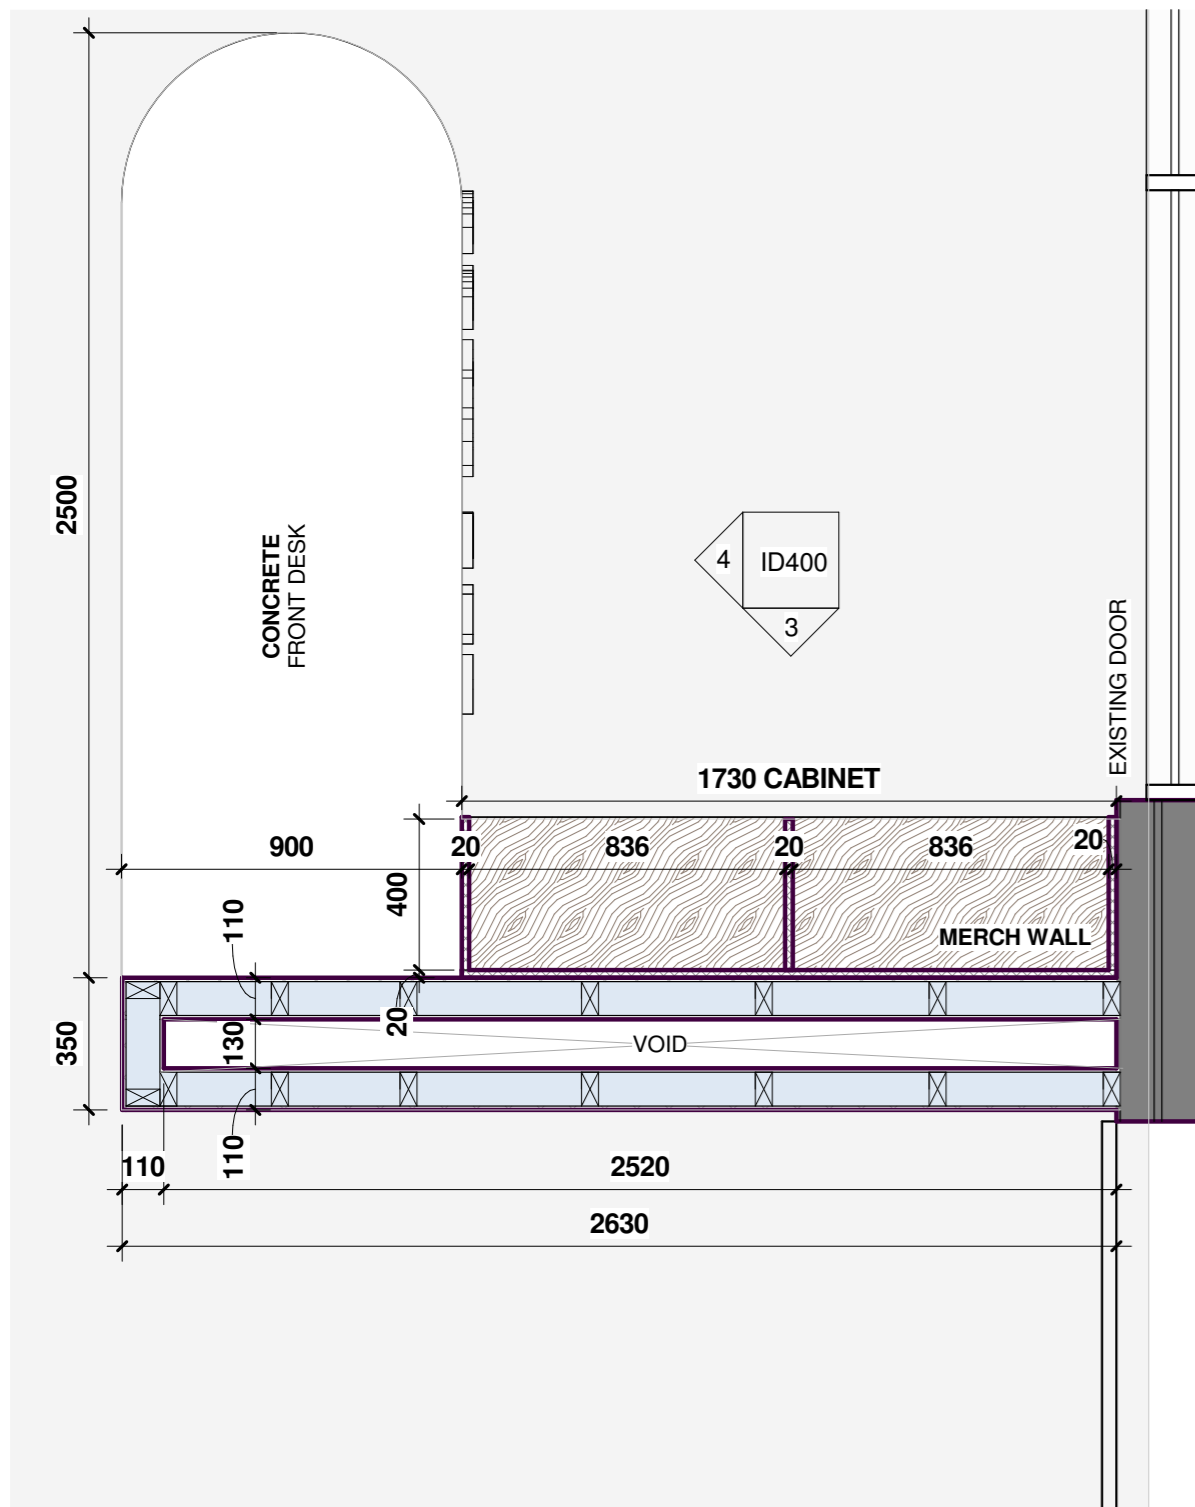 2500
CONCRETE
FRONT DESK
4
ID400
3
EXISTING DOOR
1730 CABINET
900
20
836
20
836
20
400
110
MERCH WALL
20
350
130
VOID
110
110
2520
2630